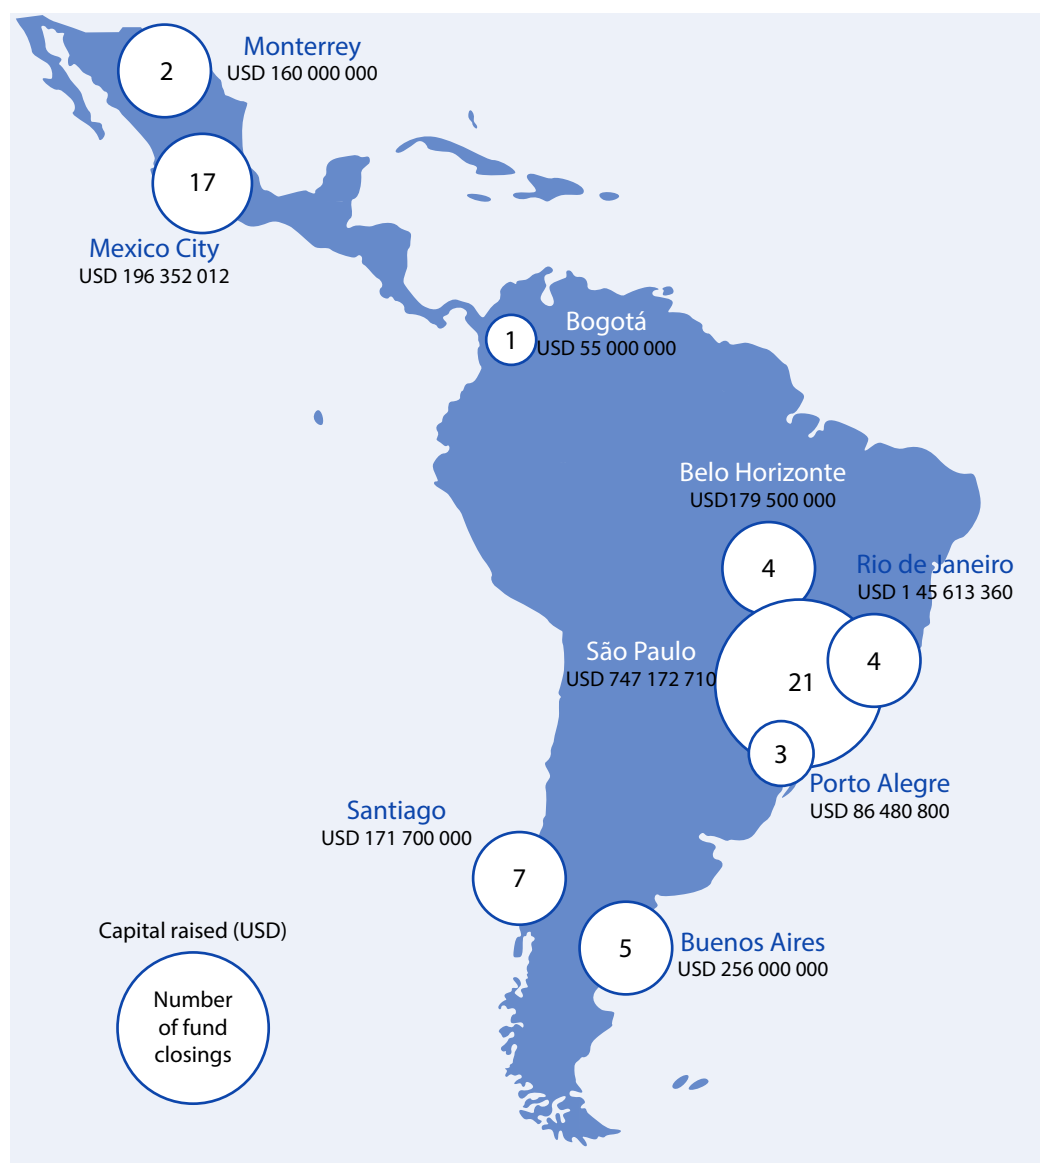 2
Monterrey
USD 160 000 000
17
Mexico City
USD 196 352 012
1
Bogotá
USD 55 000 000
Belo Horizonte
USD179 500 000
4
Rio de Janeiro
USD 1 45 613 360
4
São Paulo
USD 747 172 710
21
3
Porto Alegre
USD 86 480 800
Santiago
USD 171 700 000
7
5
Buenos Aires
USD 256 000 000
Capital raised (USD)
Number
of fund
closings